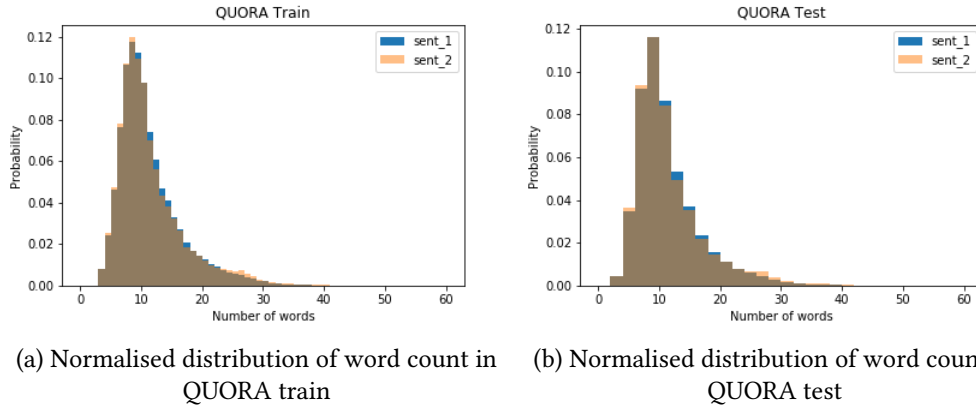 QUORA Train
0.12
0.10
0.08
0.06
0.04
0.02
0.00
Probability
sent_1
sent_2
0 10 20 30 40 50 60
Number of words
(a) Normalised distribution of word count in
QUORA train
QUORA Test
0.12
0.10
0.08
0.06
0.04
0.02
0.00
Probability
sent_1
sent_2
0 10 20 30 40 50 60
Number of words
(b) Normalised distribution of word coun
QUORA test